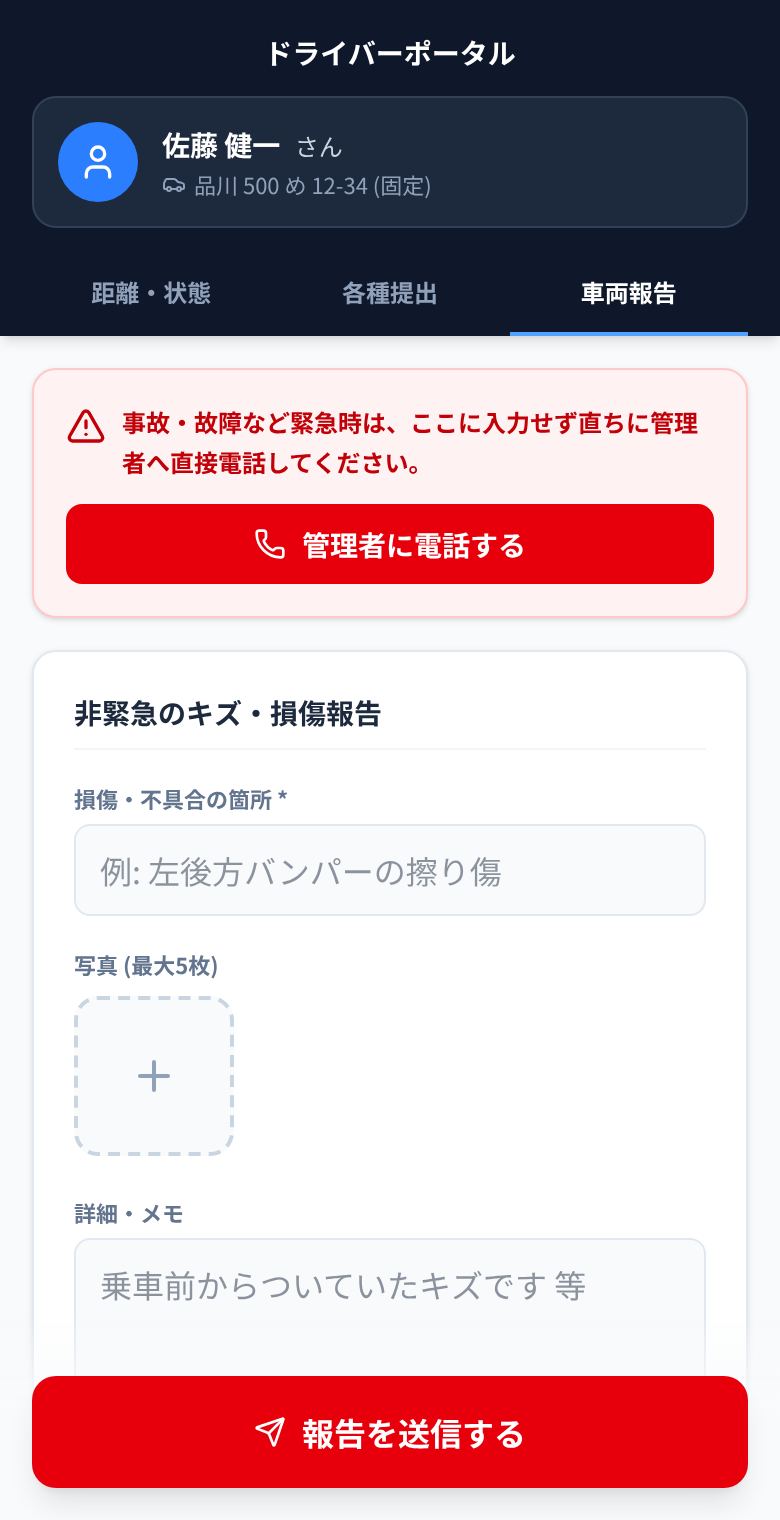 ドライバーポータル
佐藤 健一 さん
品川 500 め 12-34 (固定)
距離・状態
各種提出
車両報告
事故・故障など緊急時は、ここに入力せず直ちに管理
者へ直接電話してください。
管理者に電話する
非緊急のキズ・損傷報告
損傷・不具合の箇所 *
例: 左後方バンパーの擦り傷
写真 (最大5枚)
詳細・メモ
乗車前からついていたキズです 等
報告を送信する